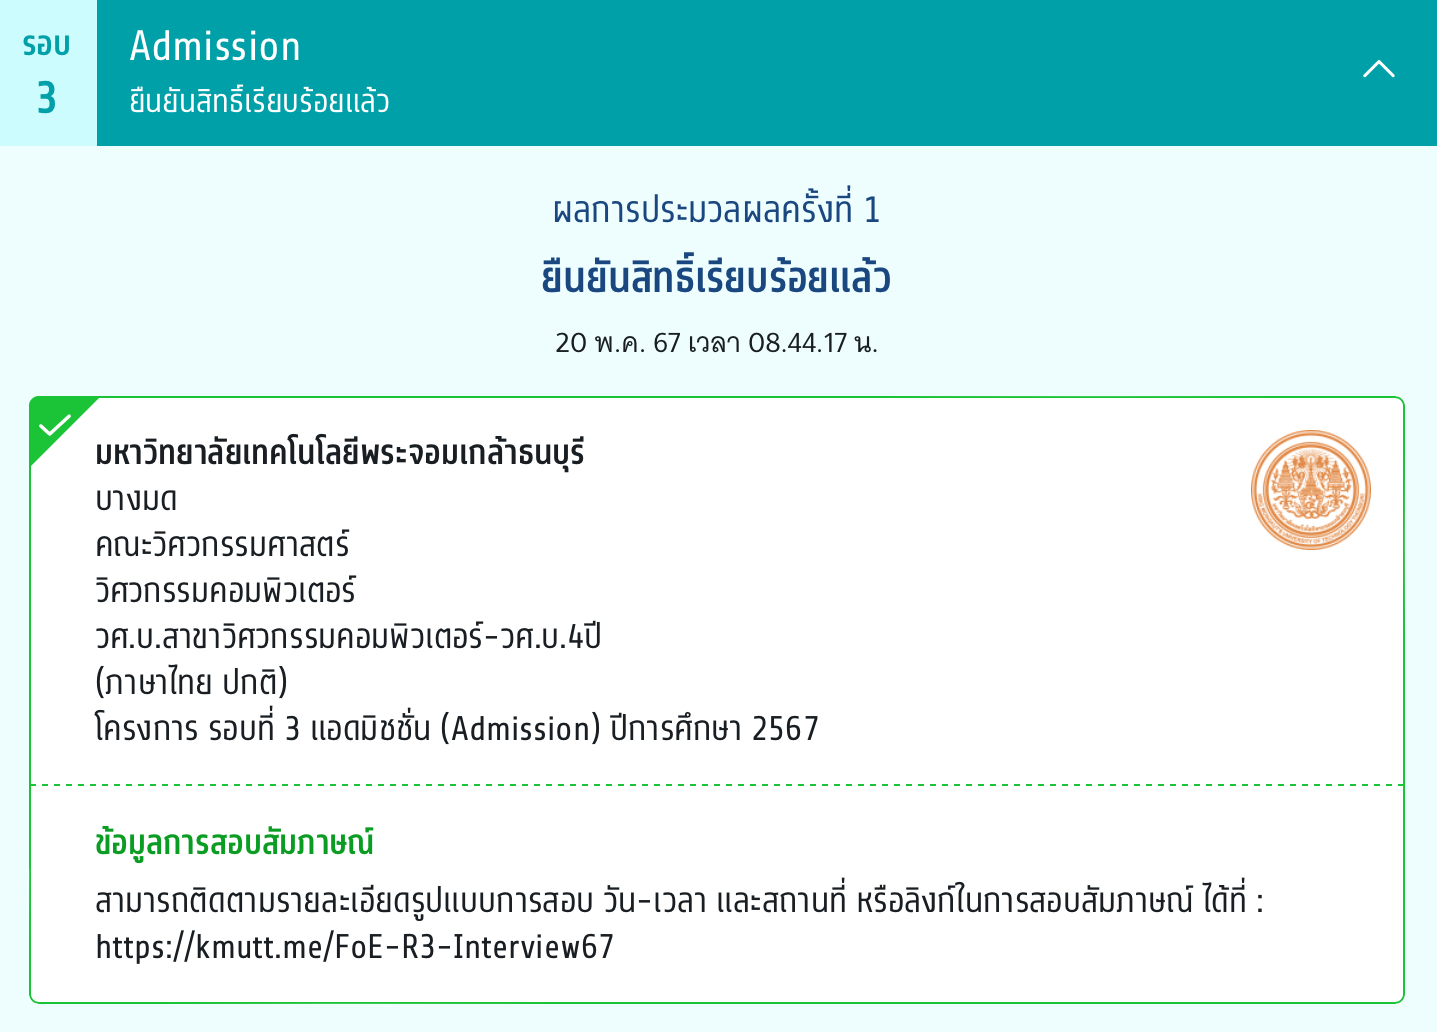 รอบ
3
Admission
ยืนยันสิทธิ์เรียบร้อยแล้ว
ผลการประมวลผลครั้งที่ 1
ยืนยันสิทธิ์เรียบร้อยแล้ว
20 พ.ค. 67 เวลา 08.44.17 น.
มหาวิทยาลัยเทคโนโลยีพระจอมเกล้าธนบุรี
บางมด
คณะวิศวกรรมศาสตร์
วิศวกรรมคอมพิวเตอร์
วศ.บ.สาขาวิศวกรรมคอมพิวเตอร์-วศ.บ.4ปี
(ภาษาไทย ปกติ)
โครงการ รอบที่ 3 แอดมิชชั่น (Admission) ปีการศึกษา 2567
ข้อมูลการสอบสัมภาษณ์
สามารถติดตามรายละเอียดรูปแบบการสอบ วัน-เวลา และสถานที่ หรือลิงก์ในการสอบสัมภาษณ์ ได้ที่ :
https://kmutt.me/FoE-R3-Interview67